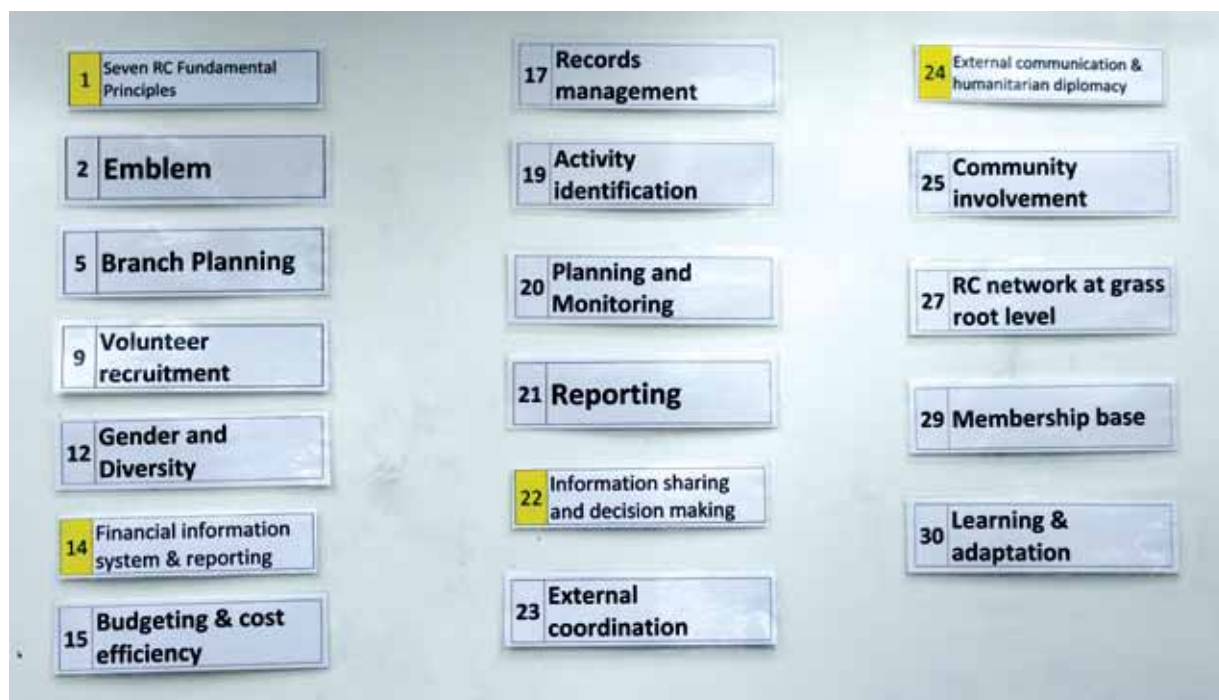 1 Seven RC Fundamental
Principles
2 Emblem
5 Branch Planning
9 Volunteer
recruitment
12 Gender and
Diversity
14 Financial information
system & reporting
15 Budgeting & cost
efficiency
17 Records
management
19 Activity
identification
20 Planning and
Monitoring
21 Reporting
22 Information sharing
and decision making
23 External
coordination
24 External communication &
humanitarian diplomacy
25 Community
involvement
27 RC network at grass
root level
29 Membership base
30 Learning &
adaptation